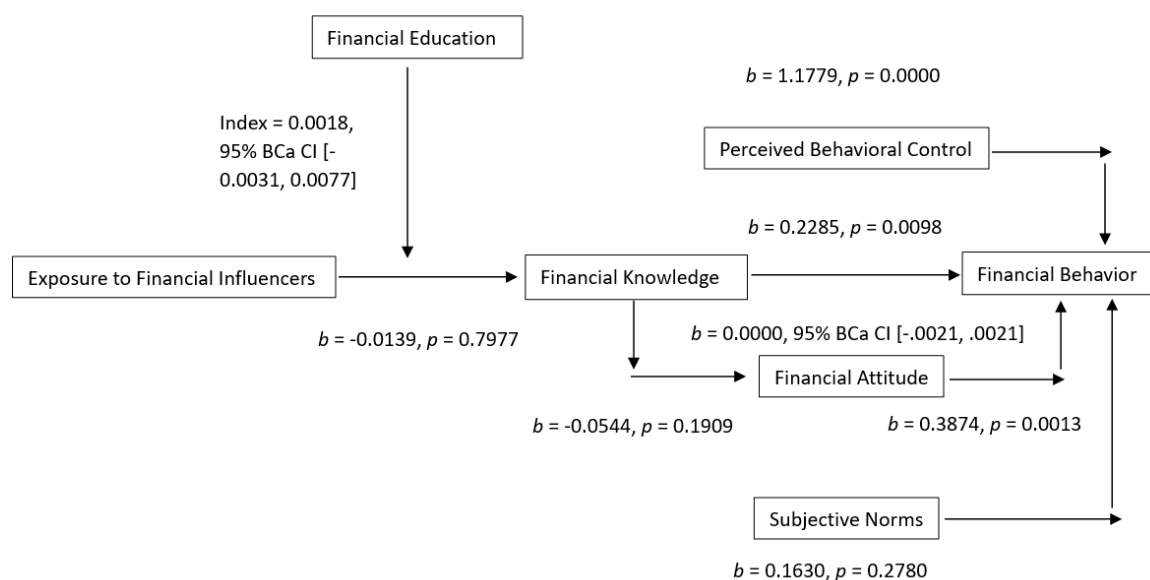 Financial Education
b = 1.1779, p = 0.0000
Index = 0.0018,
95% BCa CI [-
0.0031, 0.0077]
Perceived Behavioral Control
b = 0.2285, p = 0.0098
Exposure to Financial Influencers
Financial Knowledge
Financial Behavior
b = -0.0139, p = 0.7977
b = 0.0000, 95% BCa CI [-.0021, .0021]
Financial Attitude
b = -0.0544, p = 0.1909
b = 0.3874, p = 0.0013
Subjective Norms
b = 0.1630, p = 0.2780